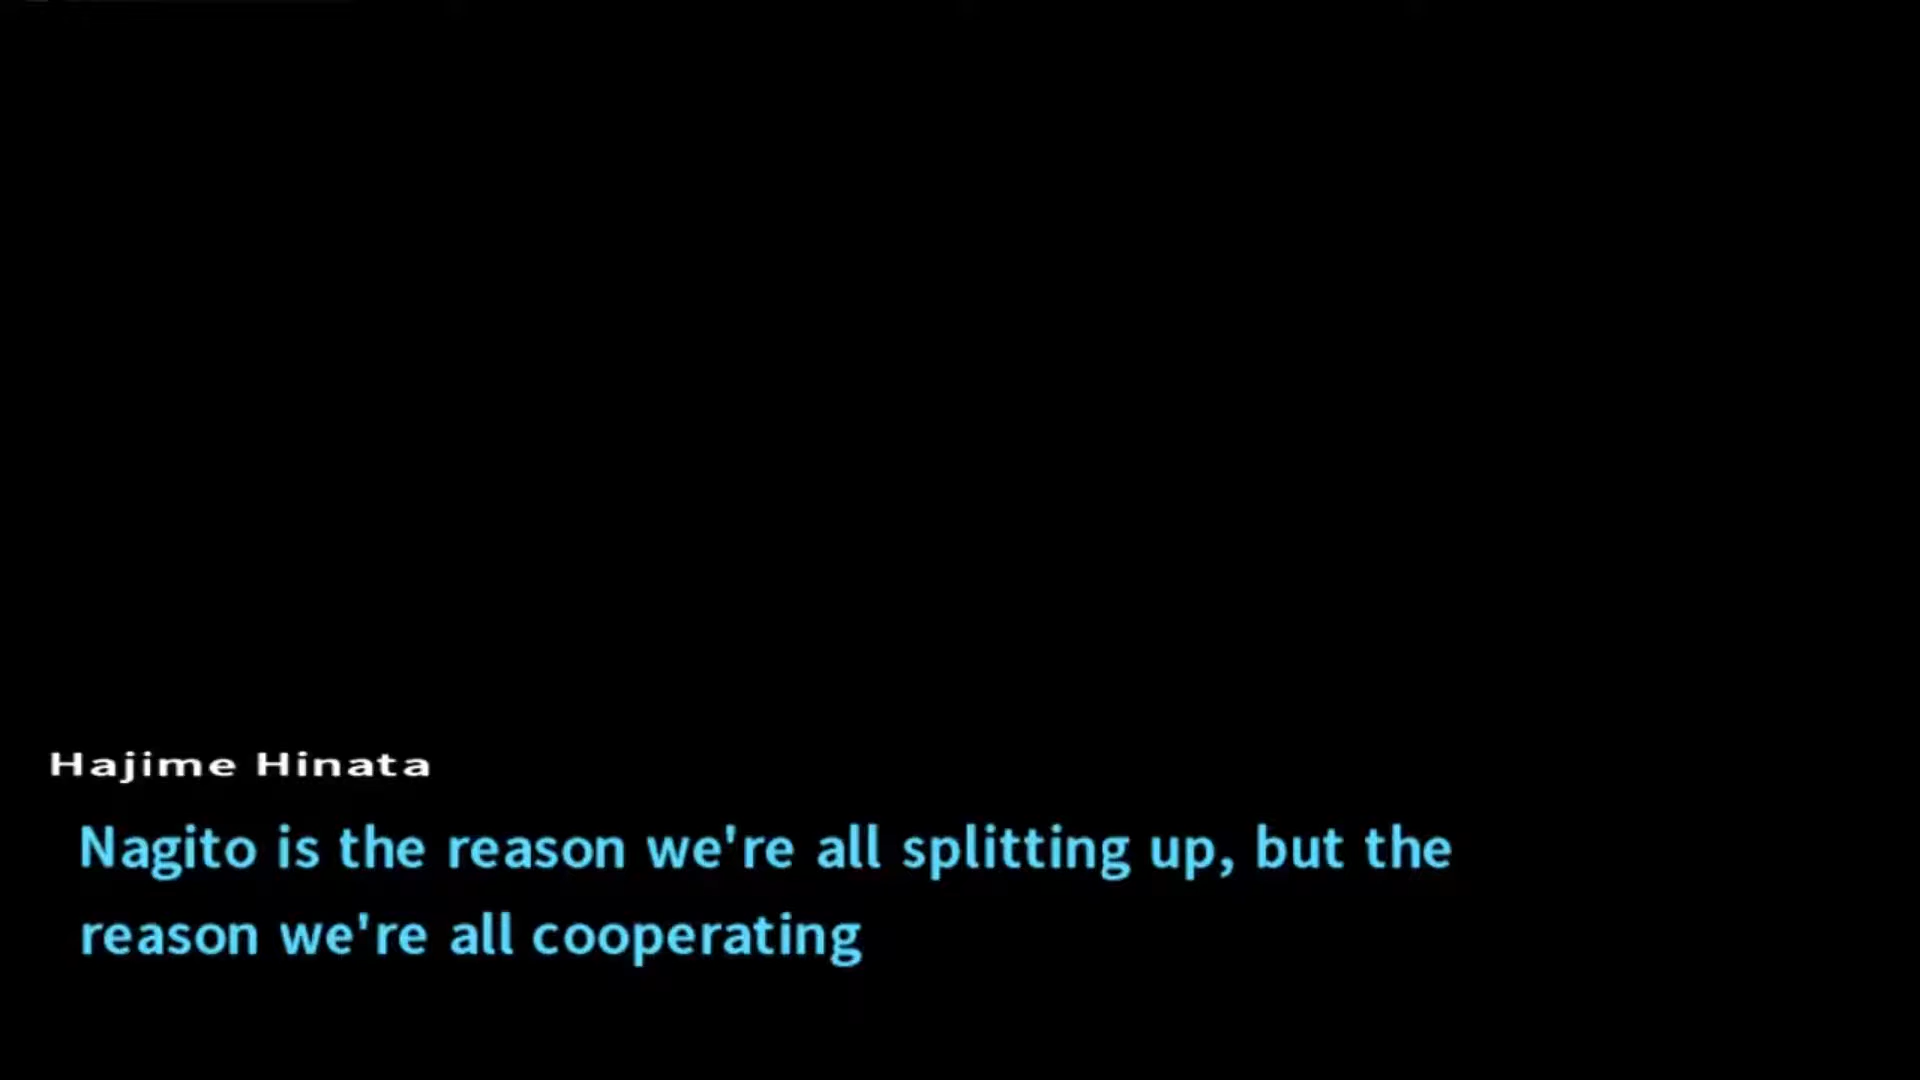 Hajime Hinata
Nagito is the reason we're all splitting up, but the
reason we're all cooperating